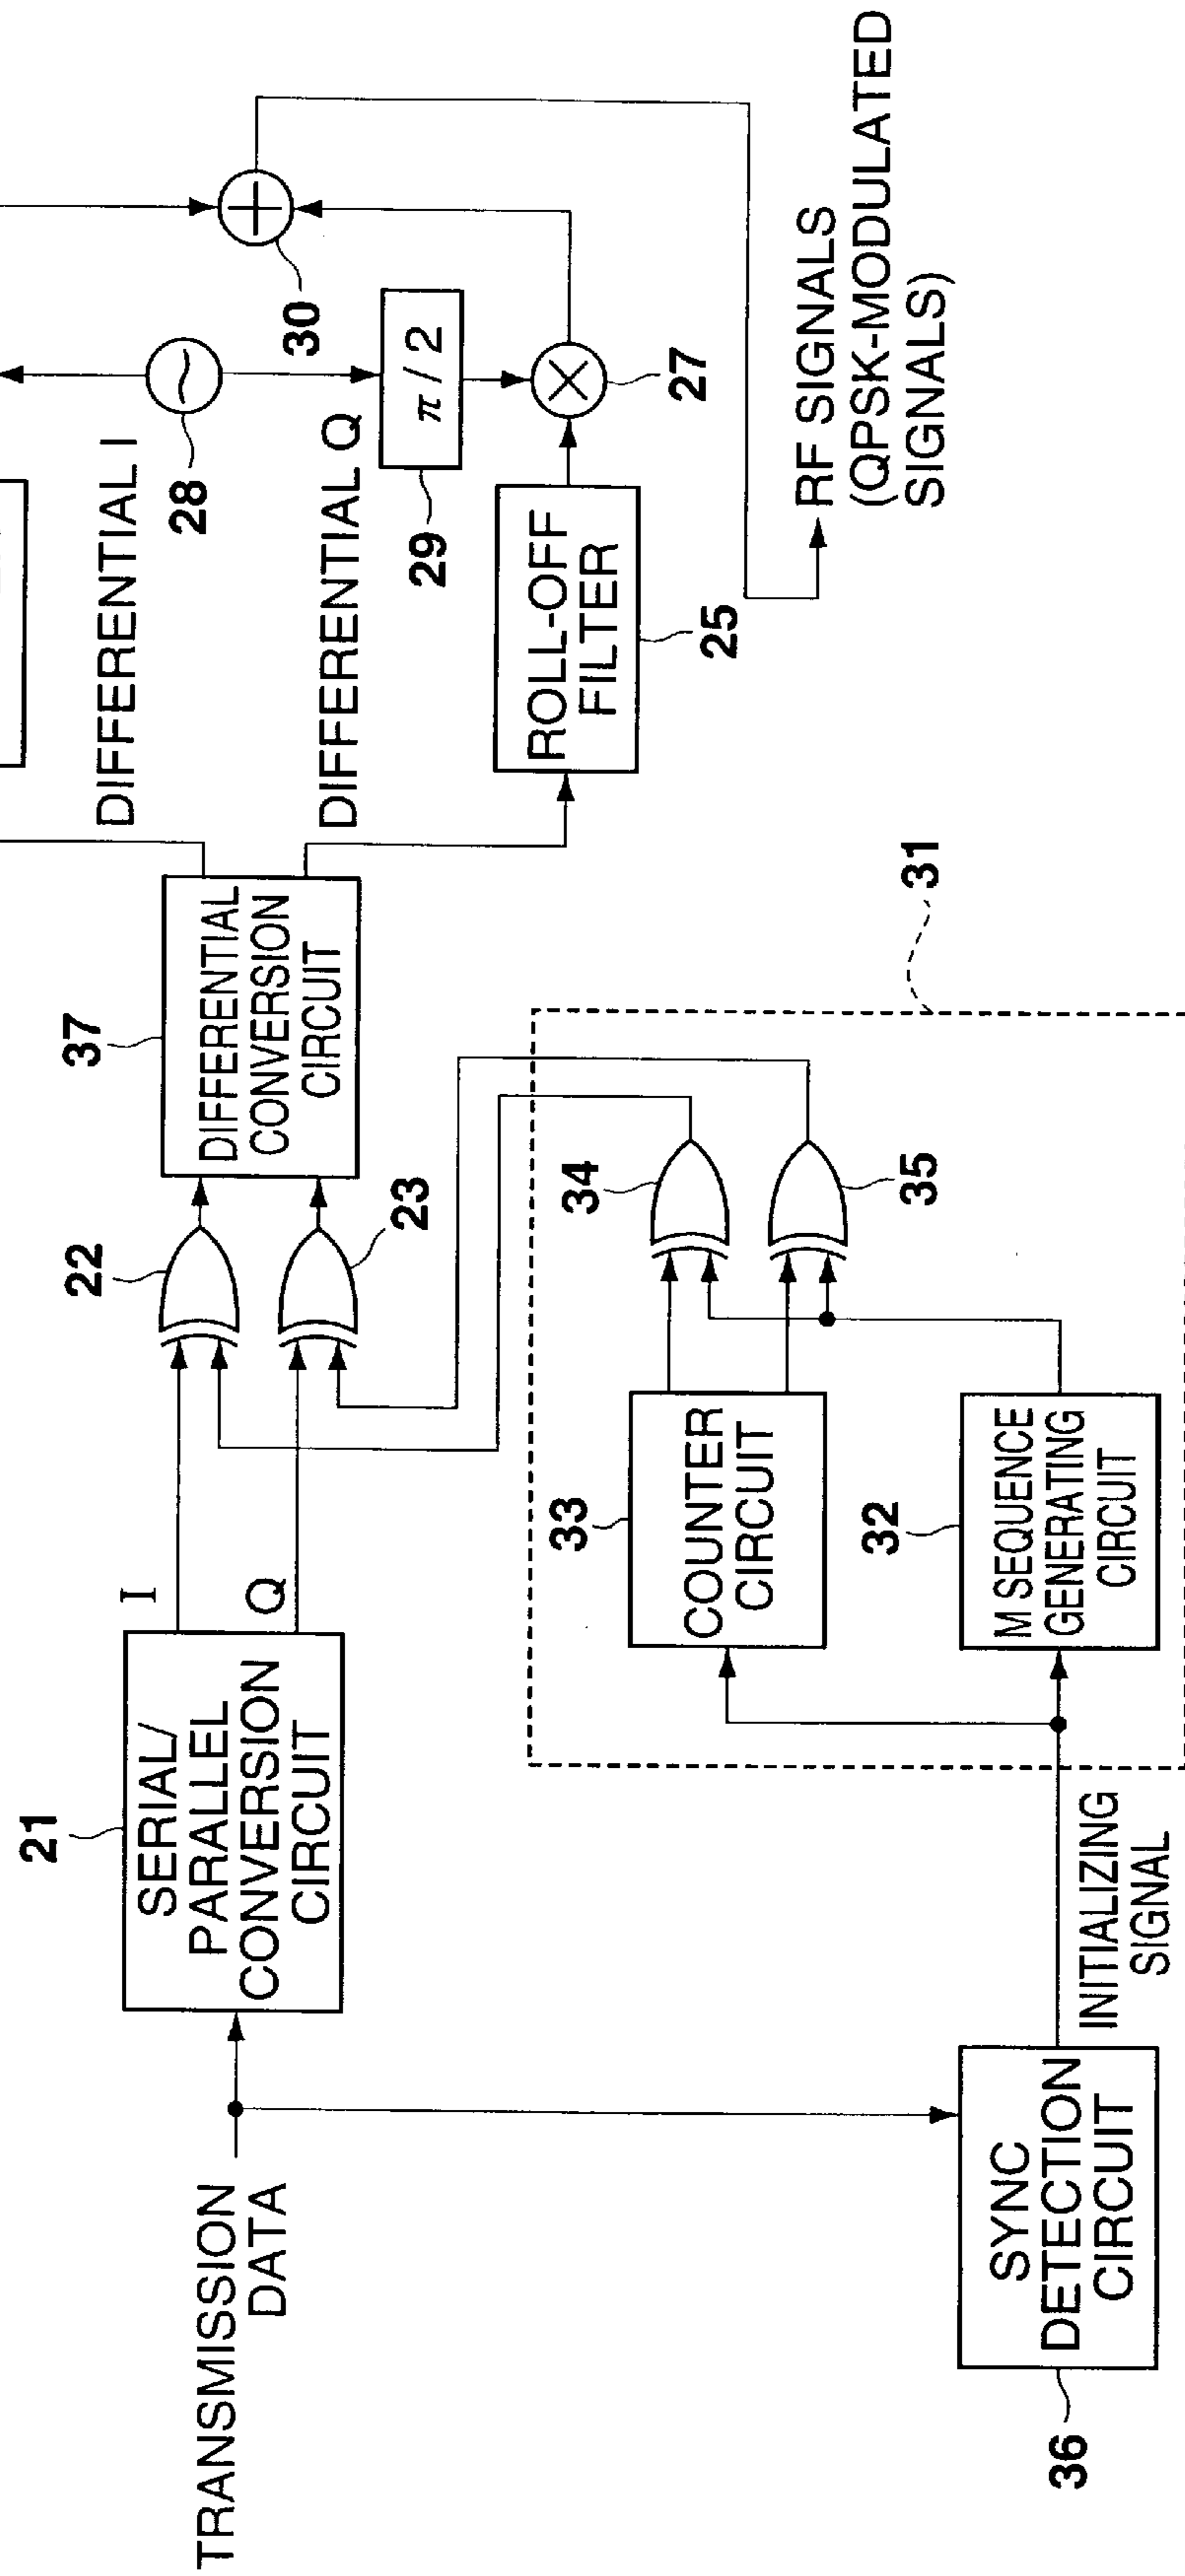 TRANSMISSION
DATA
21
SERIAL/
PARALLEL
CONVERSION
CIRCUIT
I
Q
22
23
37
DIFFERENTIAL
CONVERSION
CIRCUIT
DIFFERENTIAL I
DIFFERENTIAL Q
28
29
π/2
30
ROLL-OFF
FILTER
25
27
RF SIGNALS
(QPSK-MODULATED
SIGNALS)
31
33
COUNTER
CIRCUIT
34
35
32
M SEQUENCE
GENERATING
CIRCUIT
INITIALIZING
SIGNAL
SYNC
DETECTION
CIRCUIT
36